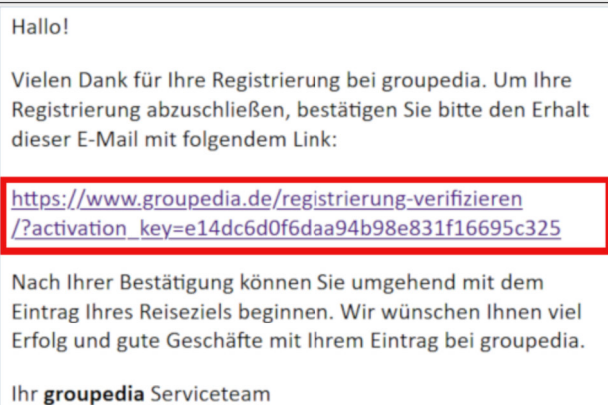 Hallo!
Vielen Dank für Ihre Registrierung bei groupedia. Um Ihre
Registrierung abzuschließen, bestätigen Sie bitte den Erhalt
dieser E-Mail mit folgendem Link:
https://www.groupedia.de/registrierung-verifizieren
/?activation_key=e14dc6d0f6daa94b98e831f16695c325
Nach Ihrer Bestätigung können Sie umgehend mit dem
Eintrag Ihres Reiseziels beginnen. Wir wünschen Ihnen viel
Erfolg und gute Geschäfte mit Ihrem Eintrag bei groupedia.
Ihr groupedia Serviceteam